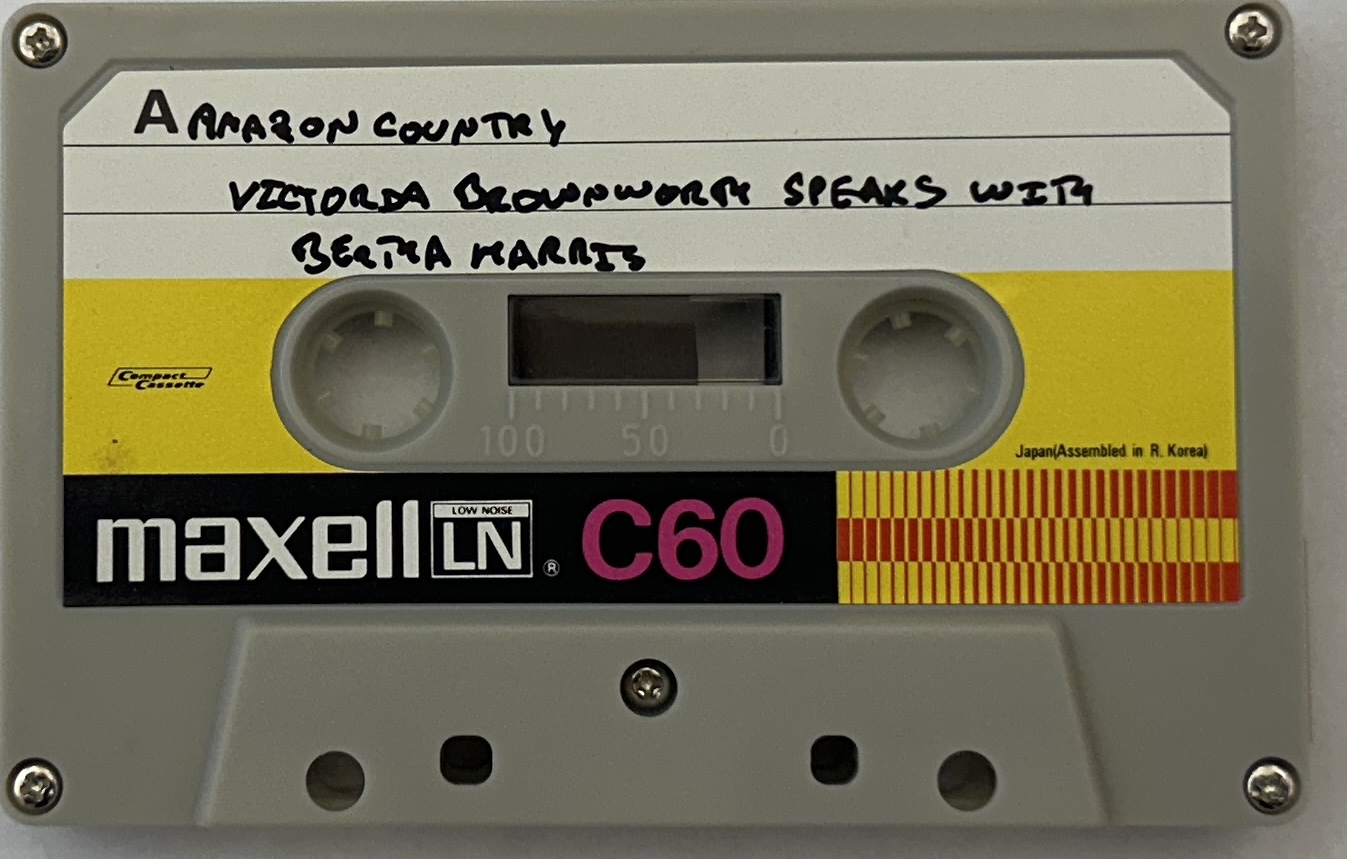 A AMAZON COUNTRY
VICTORIA BROWNWORTH SPEAKS WITH
BERTHA HARRIS
Compact
Cassette
100 50 0
Japan(Assembled in R. Korea)
maxell LOW NOISE LN ® C60